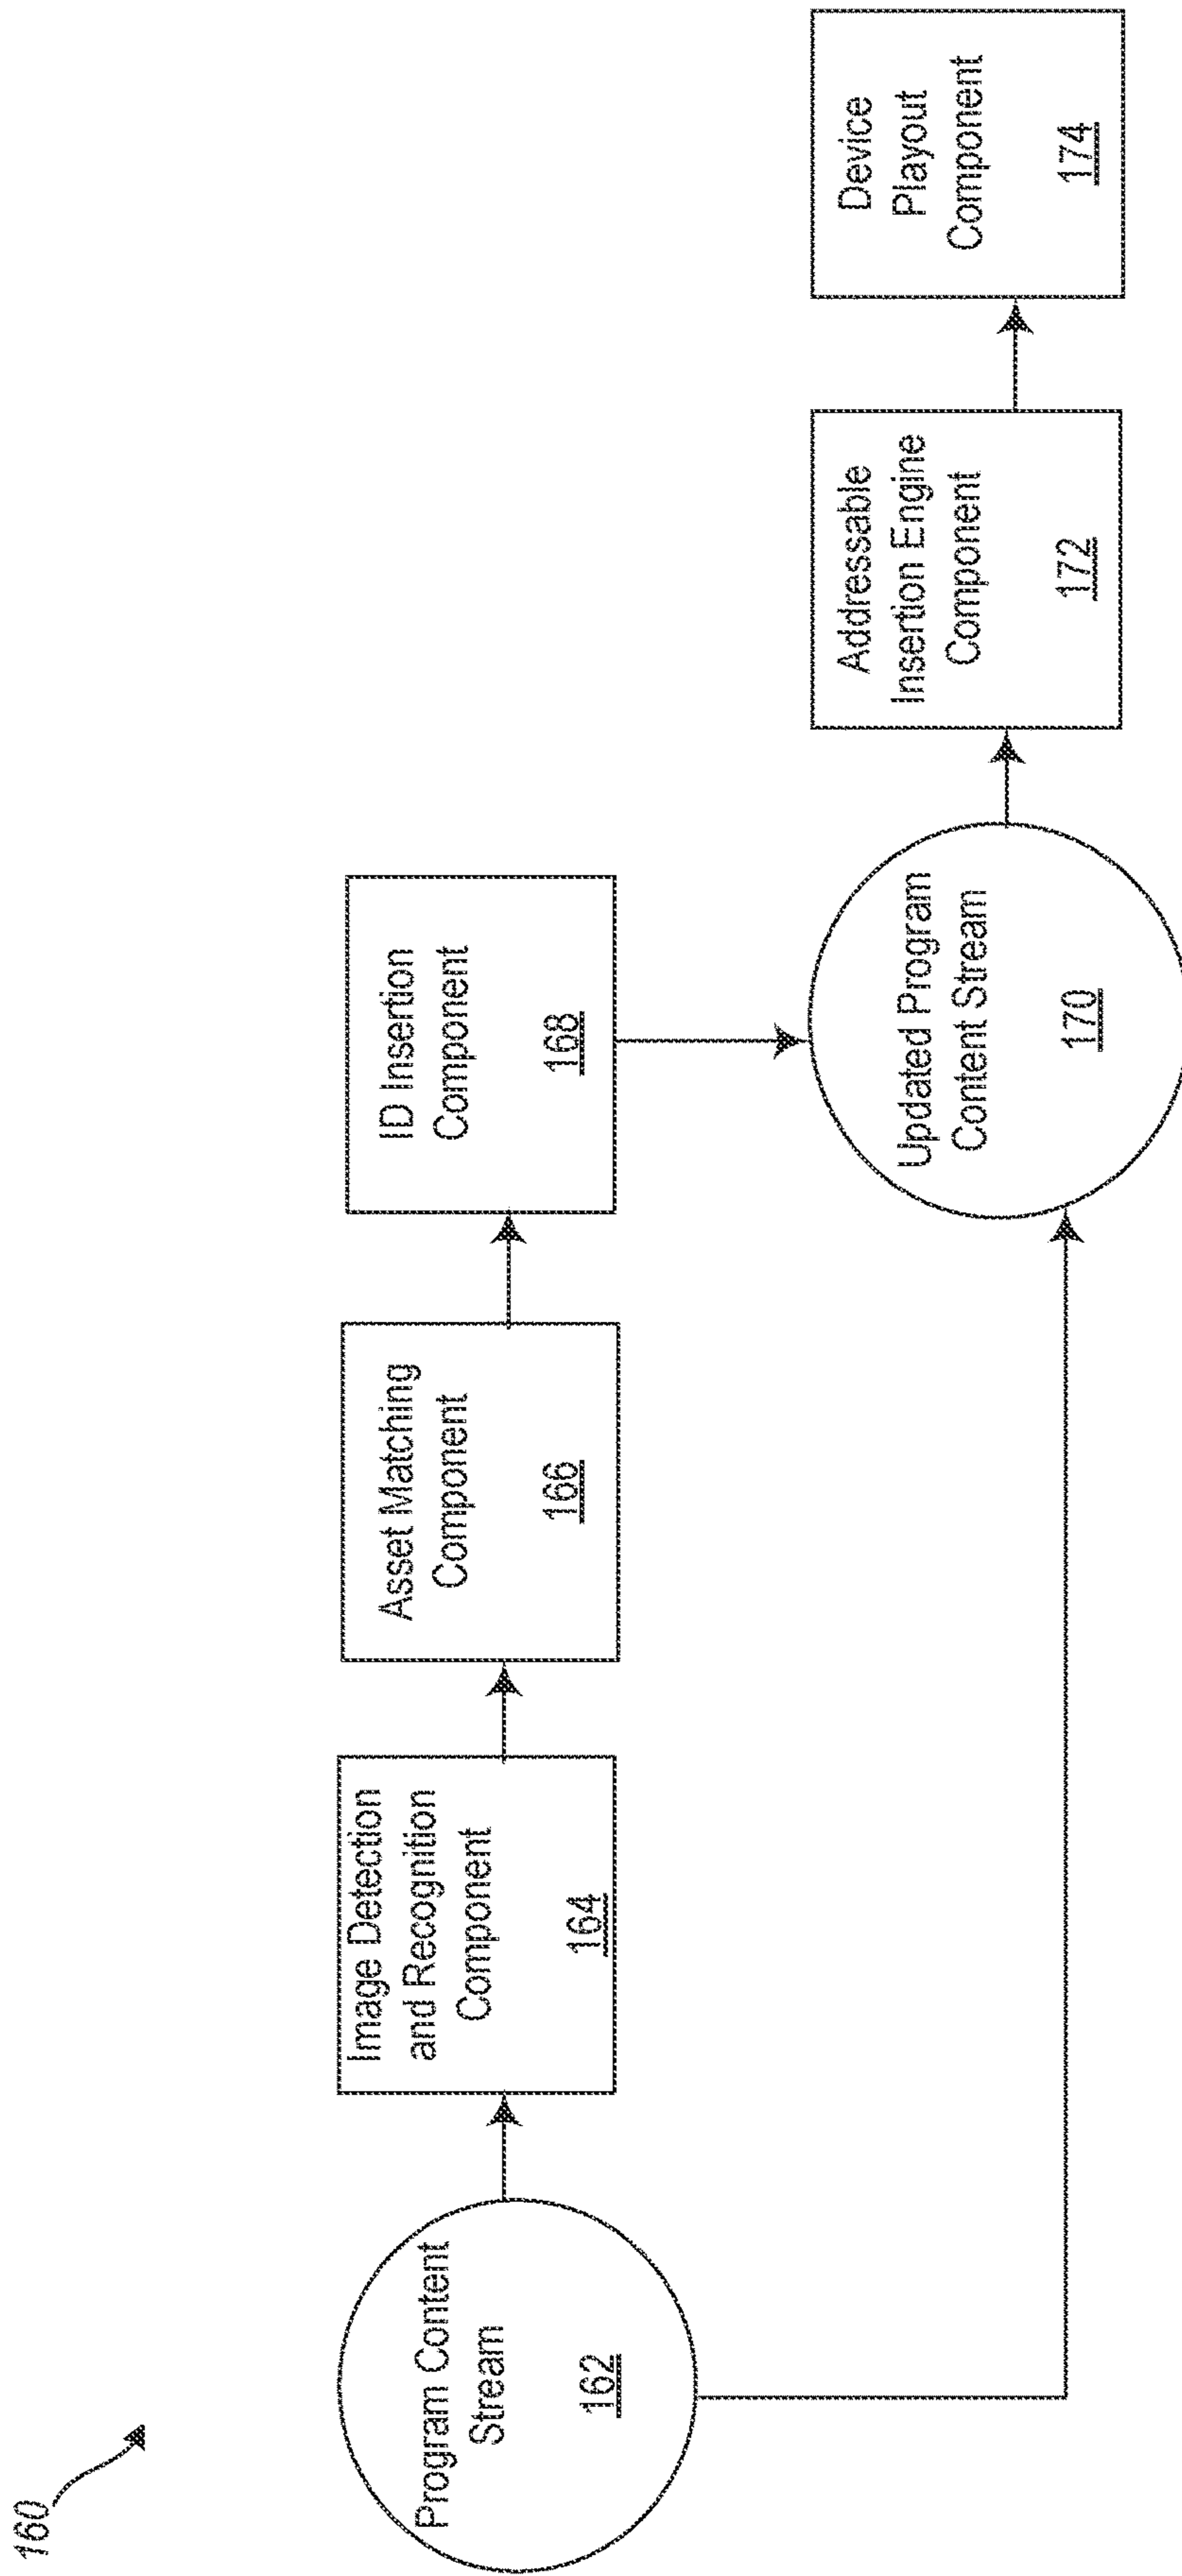 160
Program Content
Stream
162
Image Detection
and Recognition
Component
164
Asset Matching
Component
166
ID Insertion
Component
168
Updated Program
Content Stream
170
Addressable
Insertion Engine
Component
172
Device
Playout
Component
174